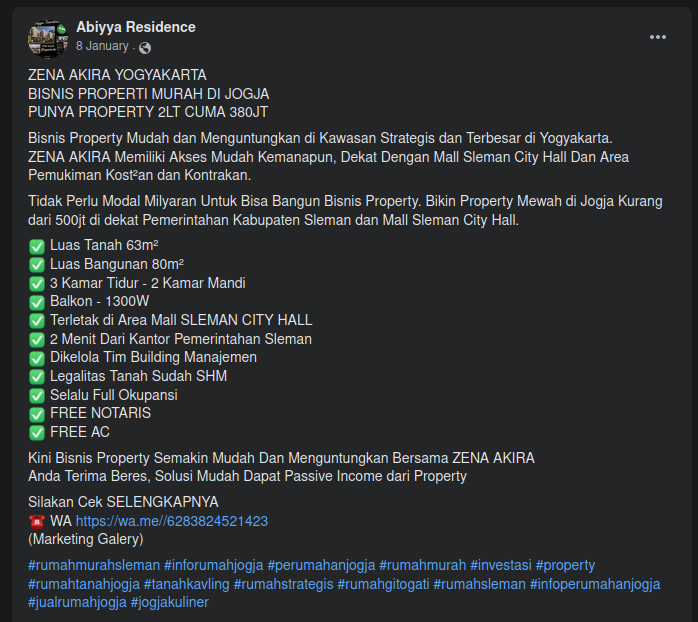 Abiyya Residence
8 January ·
ZENA AKIRA YOGYAKARTA
BISNIS PROPERTI MURAH DI JOGJA
PUNYA PROPERTY 2LT CUMA 380JT
Bisnis Property Mudah dan Menguntungkan di Kawasan Strategis dan Terbesar di Yogyakarta.
ZENA AKIRA Memiliki Akses Mudah Kemanapun, Dekat Dengan Mall Sleman City Hall Dan Area
Pemukiman Kost²an dan Kontrakan.
Tidak Perlu Modal Milyaran Untuk Bisa Bangun Bisnis Property. Bikin Property Mewah di Jogja Kurang
dari 500jt di dekat Pemerintahan Kabupaten Sleman dan Mall Sleman City Hall.
✅ Luas Tanah 63m²
✅ Luas Bangunan 80m²
✅ 3 Kamar Tidur - 2 Kamar Mandi
✅ Balkon - 1300W
✅ Terletak di Area Mall SLEMAN CITY HALL
✅ 2 Menit Dari Kantor Pemerintahan Sleman
✅ Dikelola Tim Building Manajemen
✅ Legalitas Tanah Sudah SHM
✅ Selalu Full Okupansi
✅ FREE NOTARIS
✅ FREE AC
Kini Bisnis Property Semakin Mudah Dan Menguntungkan Bersama ZENA AKIRA
Anda Terima Beres, Solusi Mudah Dapat Passive Income dari Property
Silakan Cek SELENGKAPNYA
☎️ WA https://wa.me//6283824521423
(Marketing Galery)
#rumahmurahsleman #inforumahjogja #perumahanjogja #rumahmurah #investasi #property
#rumahtanahjogja #tanahkavling #rumahstrategis #rumahgitogati #rumahsleman #infoperumahanjogja
#jualrumahjogja #jogjakuliner